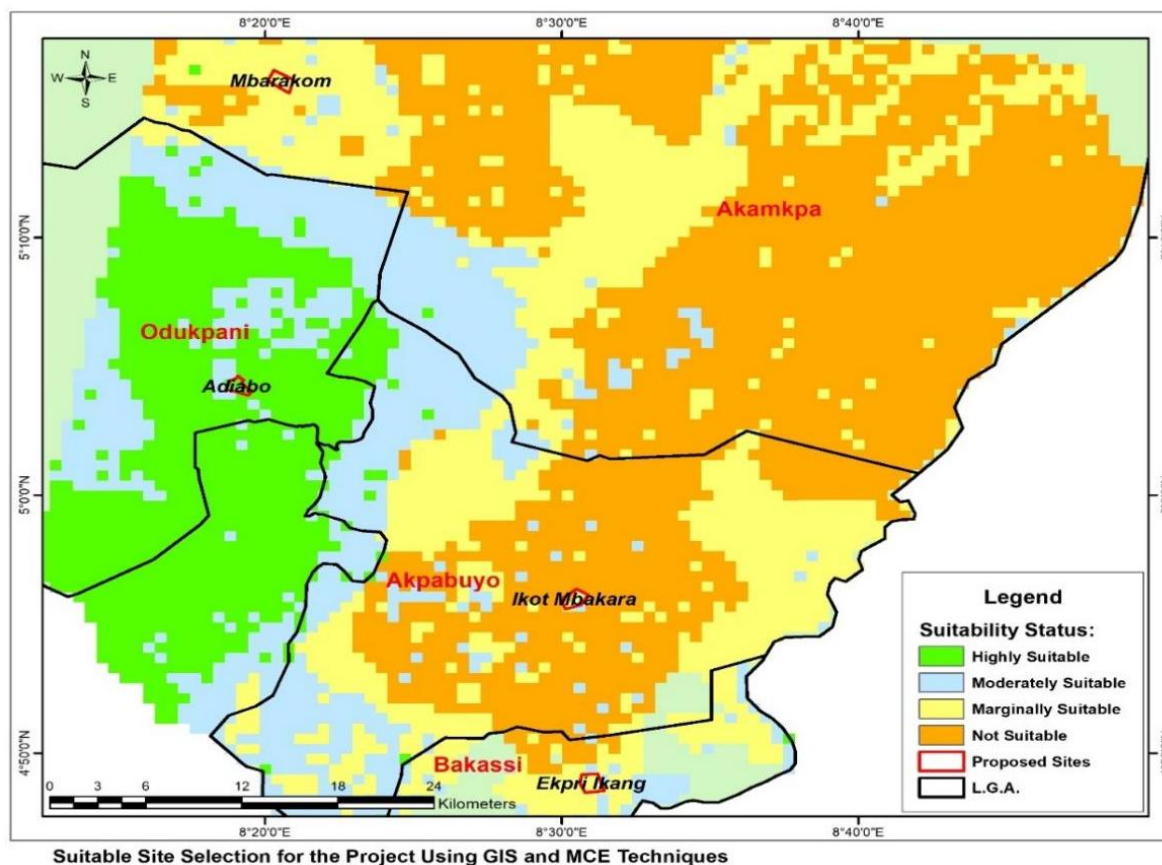 8°20'0"E 8°30'0"E 8°40'0"E
N
W E
S
Mbarakom
Akamkpa
5°10'0"N
Odukpani
Adiabo
5°0'0"N
Akpabuyo
Ikot Mbakara
Bakassi
Ekpri Ikang
4°50'0"N
0 3 6 12 18 24
Kilometers
Legend
Suitability Status:
Highly Suitable
Moderately Suitable
Marginally Suitable
Not Suitable
Proposed Sites
L.G.A.
8°20'0"E 8°30'0"E 8°40'0"E
Suitable Site Selection for the Project Using GIS and MCE Techniques